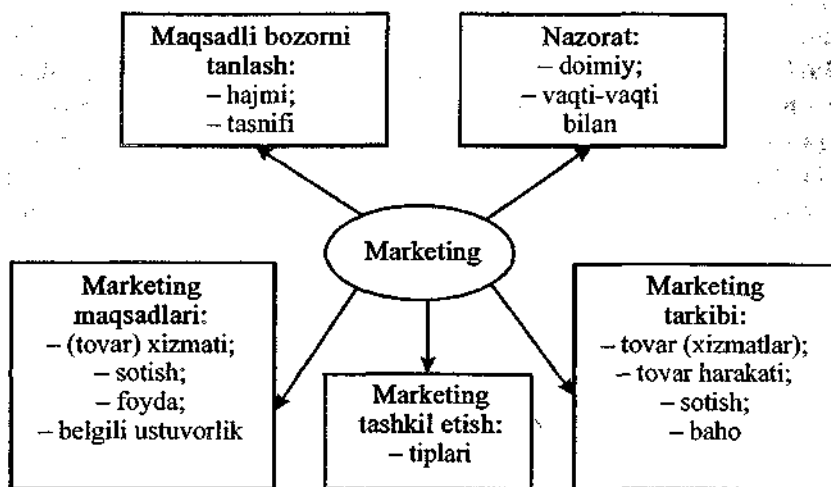 Maqsadli bozorni
tanlash:
– hajmi;
– tasnifi
Nazorat:
– doimiy;
– vaqti-vaqti
bilan
Marketing
Marketing
maqsadlari:
– (tovar) xizmati;
– sotish;
– foyda;
– belgili ustuvorlik
Marketing
tashkil etish:
– tiplari
Marketing
tarkibi:
– tovar (xizmatlar);
– tovar harakati;
– sotish;
– baho